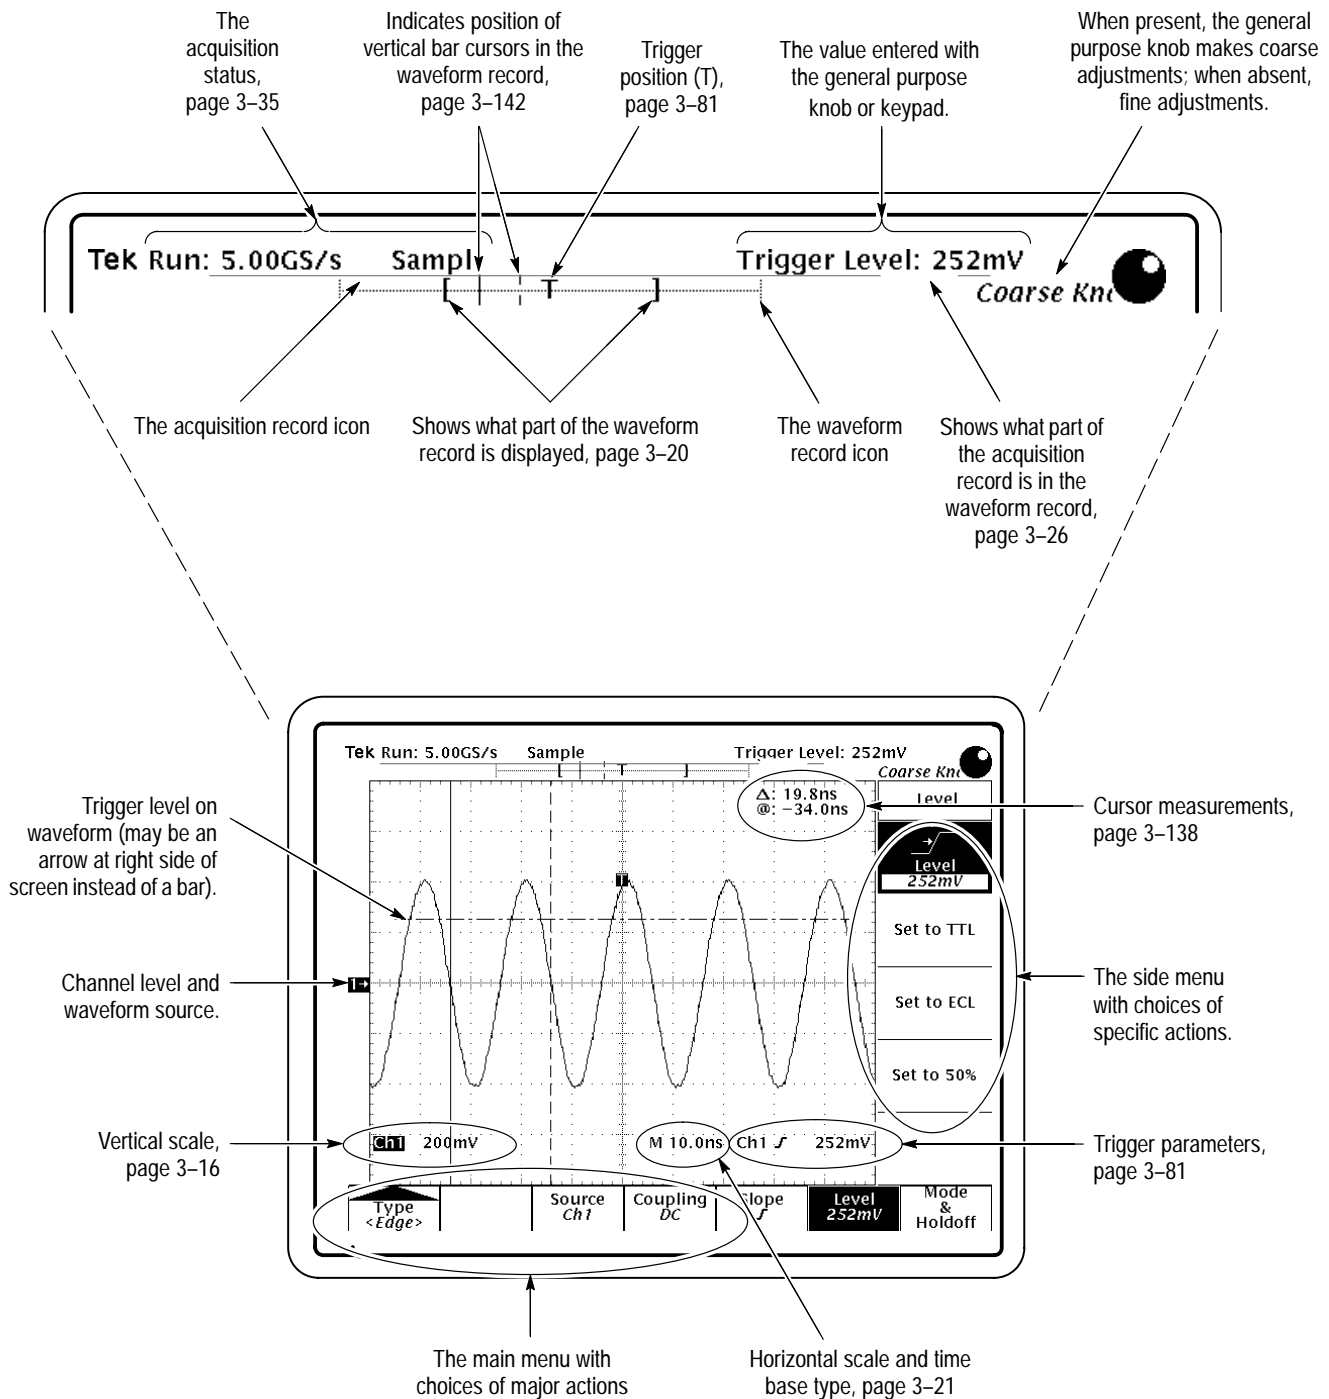 The
acquisition
status,
page 3–35
Indicates position of
vertical bar cursors in the
waveform record,
page 3–142
Trigger
position (T),
page 3–81
The value entered with
the general purpose
knob or keypad.
When present, the general
purpose knob makes coarse
adjustments; when absent,
fine adjustments.
Tek Run: 5.00GS/s Sampl Trigger Level: 252mV
[ T ]
Coarse Kn
The acquisition record icon
Shows what part of the waveform
record is displayed, page 3–20
The waveform
record icon
Shows what part of
the acquisition
record is in the
waveform record,
page 3–26
Tek Run: 5.00GS/s Sample Trigger Level: 252mV
[ T ]
Coarse Kn
Δ: 19.8ns
@: −34.0ns
Level
Level
252mV
Set to TTL
Set to ECL
Set to 50%
T
1→
Ch1 200mV M 10.0ns Ch1 252mV
Type
<Edge>
Source
Ch1
Coupling
DC
Slope
Level
252mV
Mode
&
Holdoff
Trigger level on
waveform (may be an
arrow at right side of
screen instead of a bar).
Channel level and
waveform source.
Vertical scale,
page 3–16
Cursor measurements,
page 3–138
The side menu
with choices of
specific actions.
Trigger parameters,
page 3–81
The main menu with
choices of major actions
Horizontal scale and time
base type, page 3–21